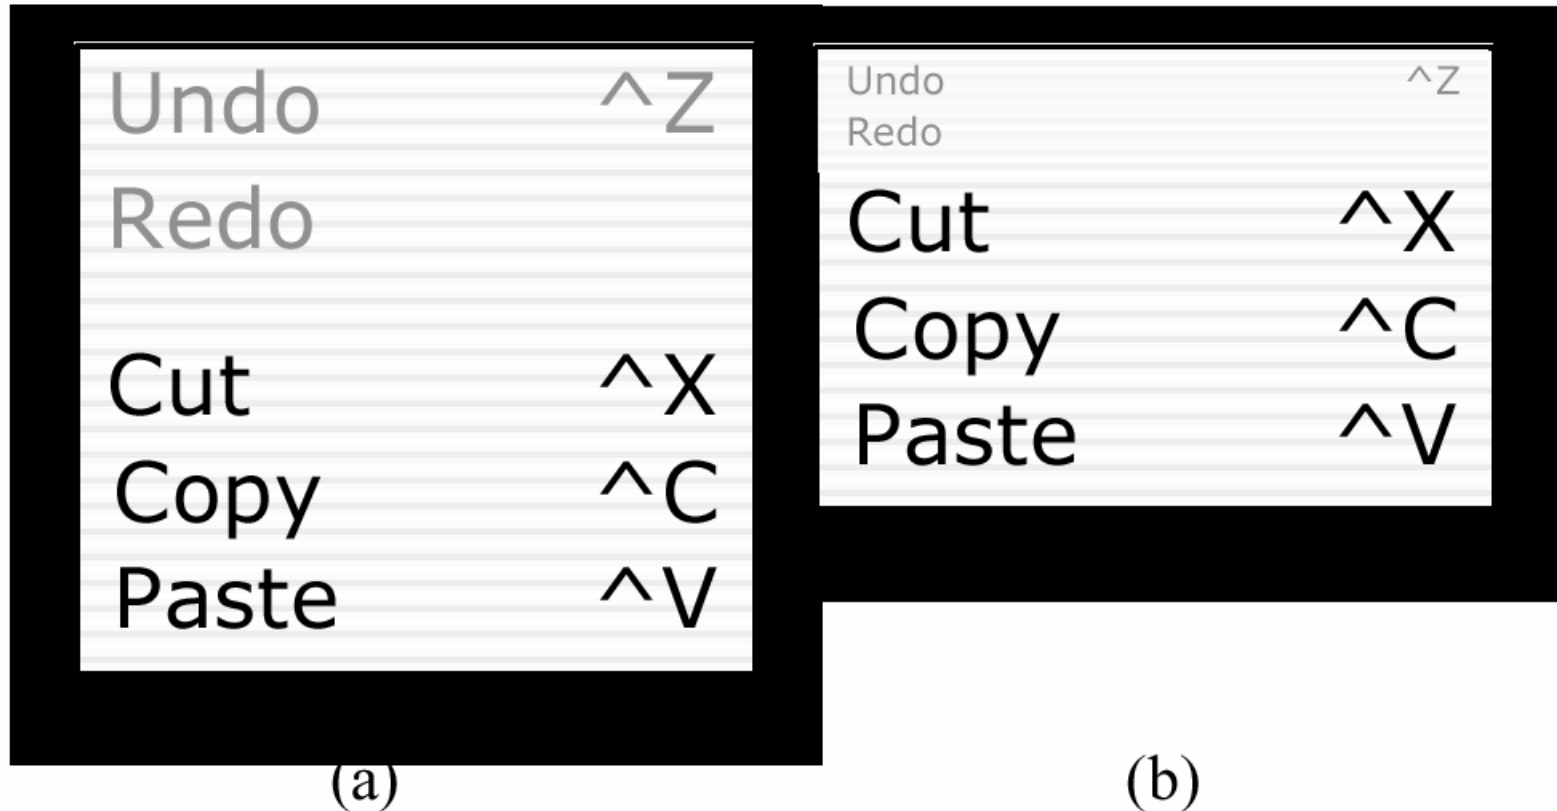 Undo ^Z
Redo
Cut ^X
Copy ^C
Paste ^V
(a)
Undo ^Z
Redo
Cut ^X
Copy ^C
Paste ^V
(b)